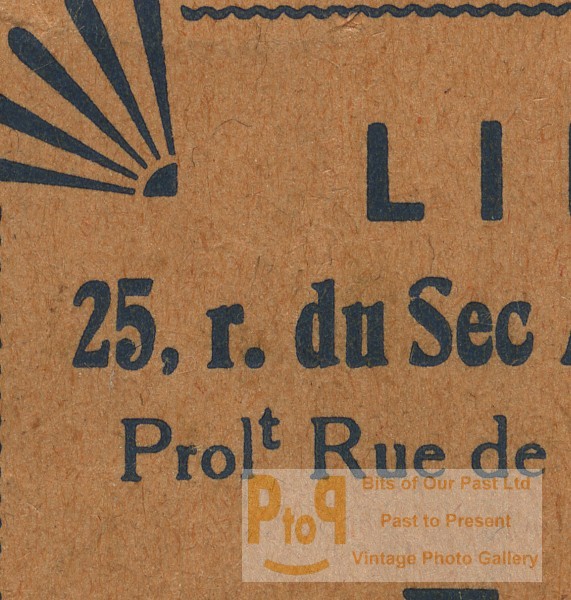 LI
25, r. du Sec
Prolt Rue de
Bits of Our Past Ltd
PtoP
Past to Present
Vintage Photo Gallery